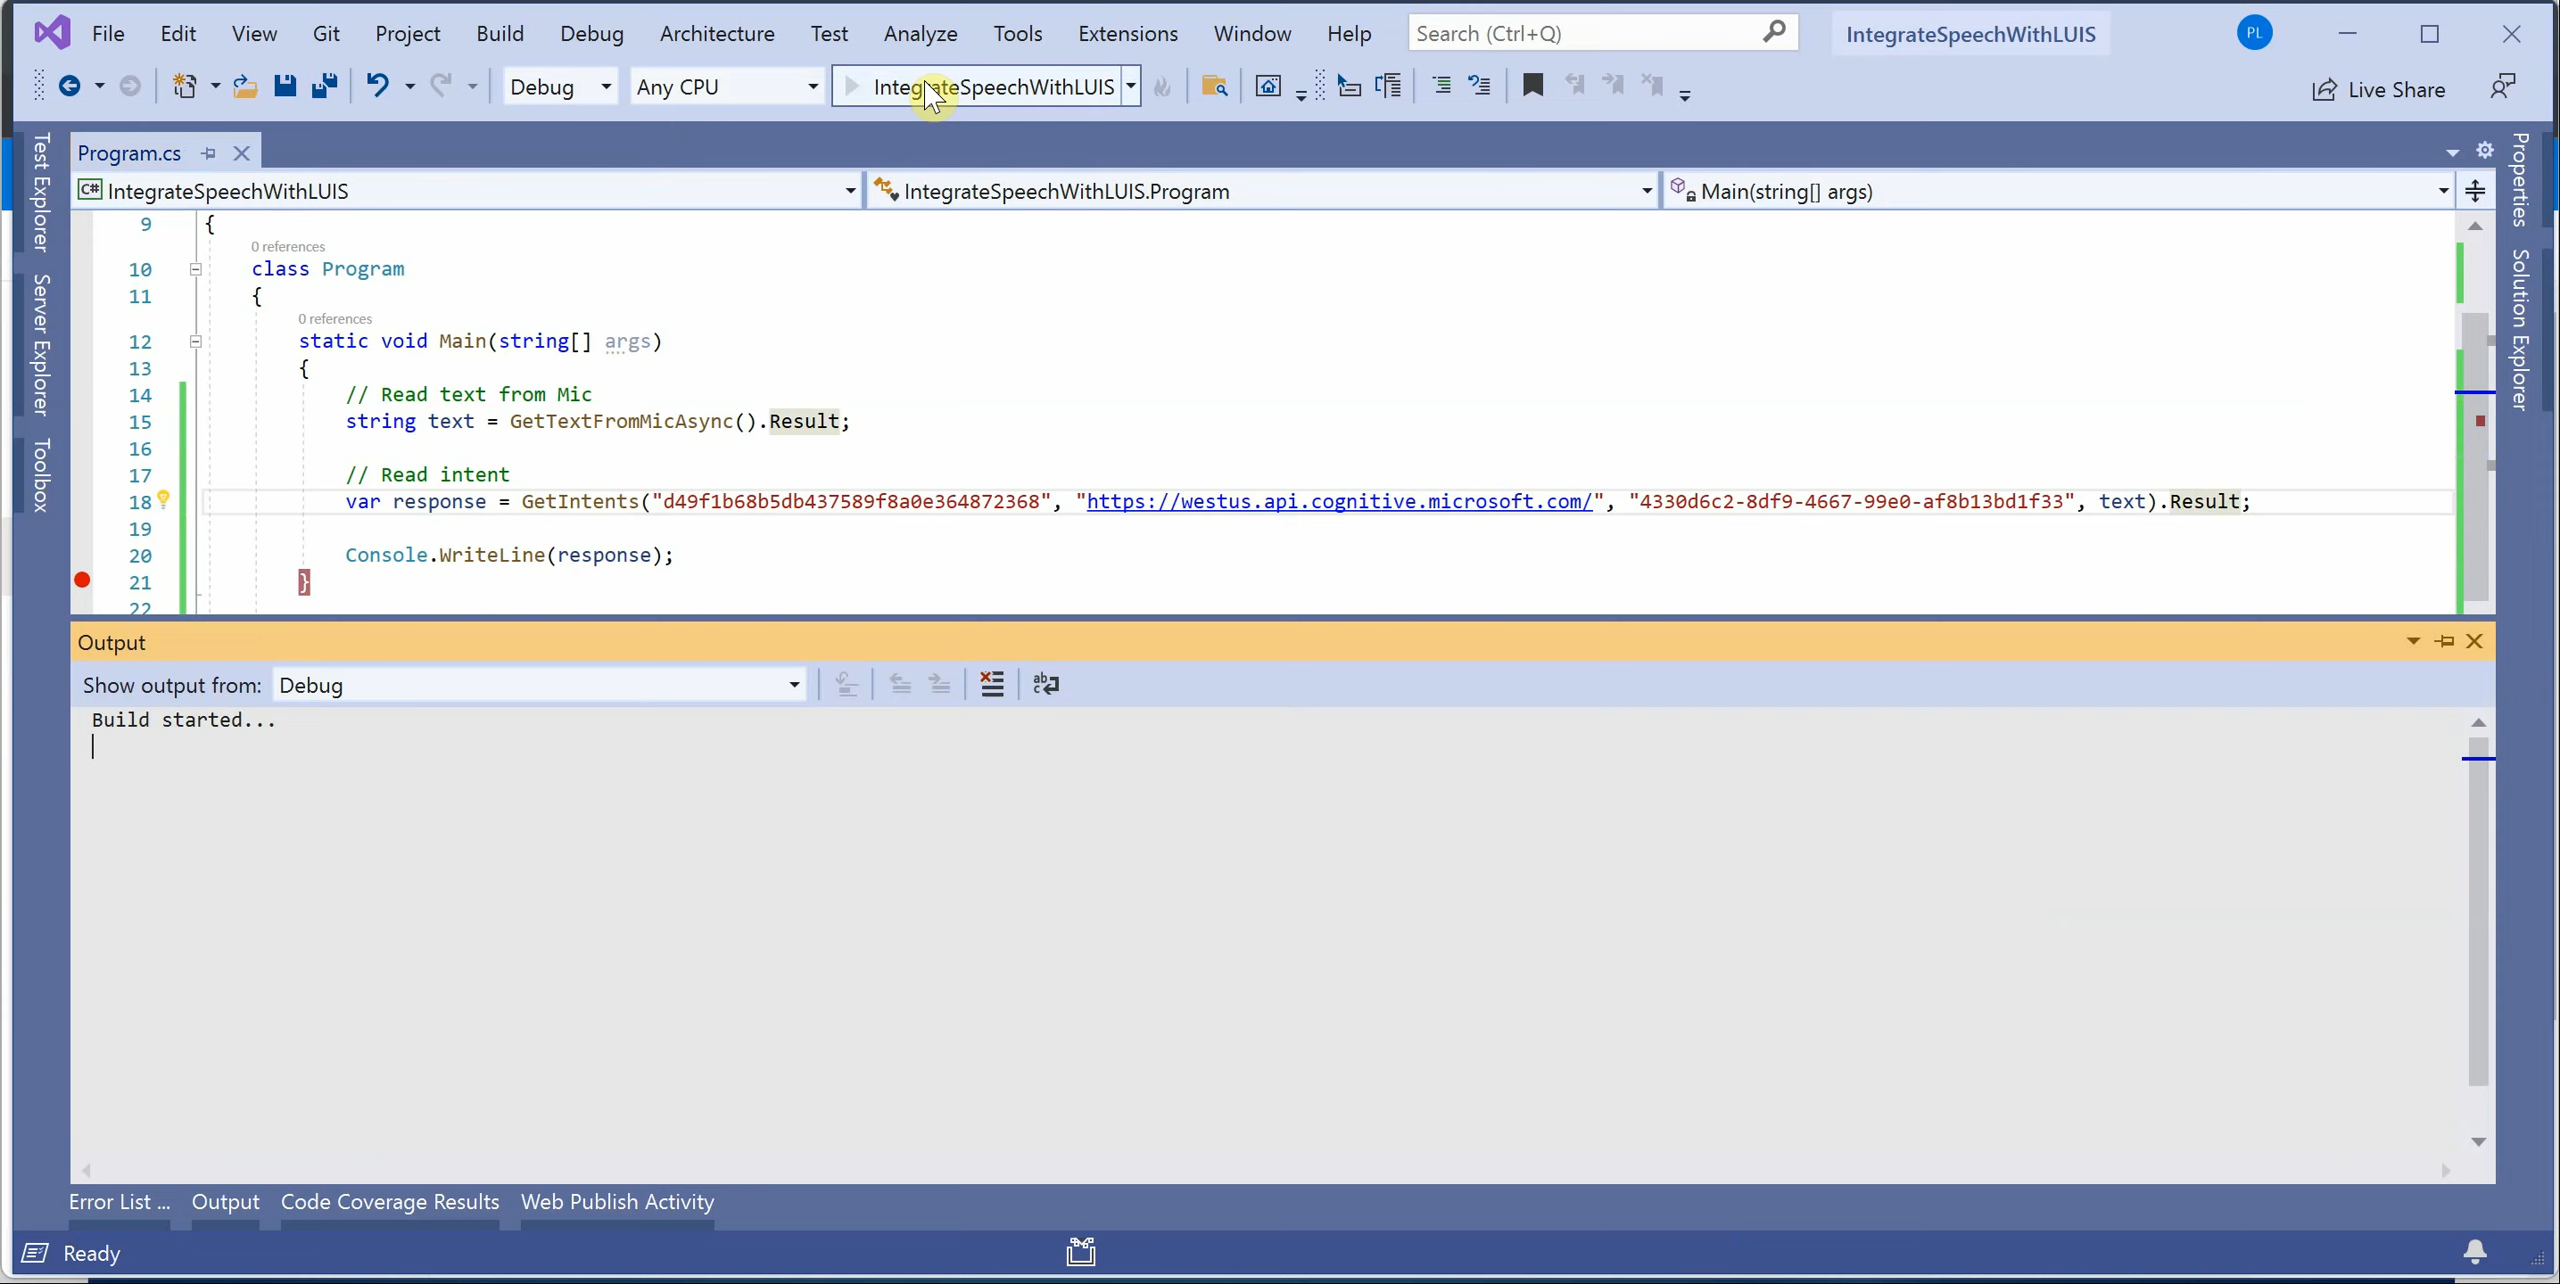 File Edit View Git Project Build Debug Architecture Test Analyze Tools Extensions Window Help Search (Ctrl+Q) IntegrateSpeechWithLUIS PL
Debug Any CPU IntegrateSpeechWithLUIS Live Share
Program.cs
C# IntegrateSpeechWithLUIS IntegrateSpeechWithLUIS.Program Main(string[] args)
Test Explorer
Server Explorer
Toolbox
Properties
Solution Explorer
9 {
0 references
10 class Program
11 {
0 references
12 static void Main(string[] args)
13 {
14 // Read text from Mic
15 string text = GetTextFromMicAsync().Result;
16
17 // Read intent
18 var response = GetIntents("d49f1b68b5db437589f8a0e364872368", "https://westus.api.cognitive.microsoft.com/", "4330d6c2-8df9-4667-99e0-af8b13bd1f33", text).Result;
19
20 Console.WriteLine(response);
21 }
22
Output
Show output from: Debug
Build started...
Error List ... Output Code Coverage Results Web Publish Activity
Ready